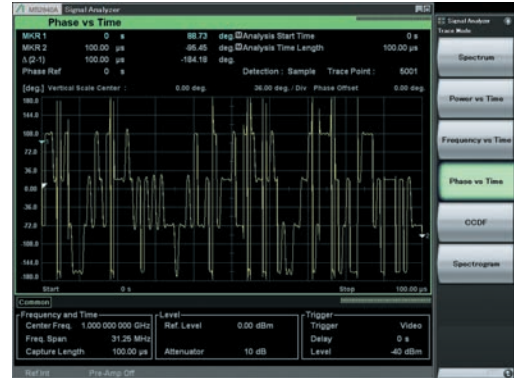 MS2840A Signal Analyzer
Phase vs Time
MKR 1 0 s 88.73 deg. Analysis Start Time 0 s
MKR 2 100.00 µs -95.45 deg. Analysis Time Length 100.00 µs
Δ(2-1) 100.00 µs -184.18 deg.
Phase Ref 0 s Detection : Sample Trace Point : 5001
[deg.] Vertical Scale Center : 0.00 deg. 36.00 deg. / Div Phase Offset 0.00 deg.
180.0
144.0
108.0
72.0
36.0
0.00
36.0
72.0
108.0
144.0
180.0
2
Start 0 s Stop 100.00 µs
Common
Frequency and Time
Center Freq. 1.000 000 000 GHz
Freq. Span 31.25 MHz
Capture Length 100.00 µs
Level
Ref. Level 0.00 dBm
Attenuator 10 dB
Trigger
Trigger Video
Delay 0 s
Level -40 dBm
Ref.Int Pre-Amp Off
Signal Analyzer
Trace Mode
Spectrum
Power vs Time
Frequency vs Time
Phase vs Time
CCDF
Spectrogram